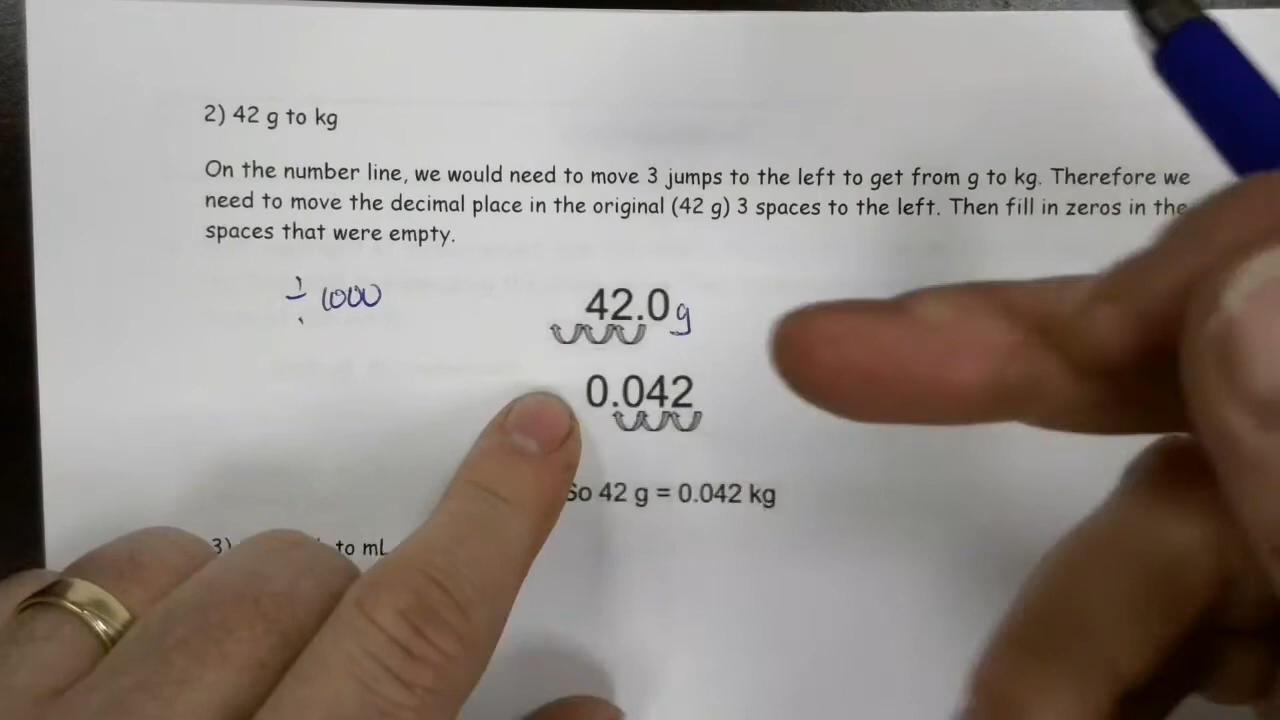 2) 42 g to kg
On the number line, we would need to move 3 jumps to the left to get from g to kg. Therefore we
need to move the decimal place in the original (42 g) 3 spaces to the left. Then fill in zeros in the
spaces that were empty.
÷ 1000
42.0 g
0.042
So 42 g = 0.042 kg
3) to mL